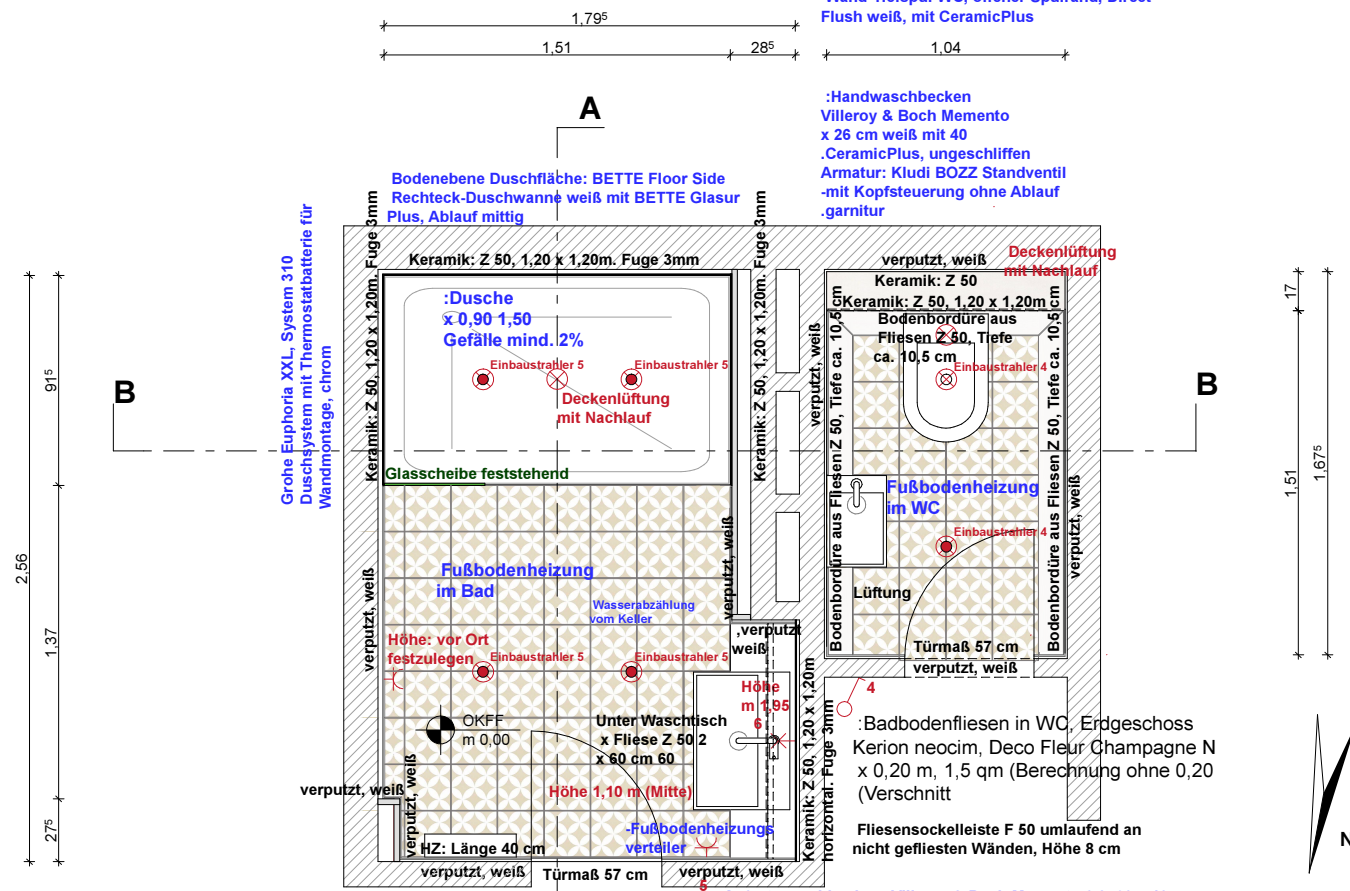 Flush weiß, mit CeramicPlus
1,79⁵
1,51
28⁵
1,04
A
:Handwaschbecken
Villeroy & Boch Memento
x 26 cm weiß mit 40
.CeramicPlus, ungeschliffen
Armatur: Kludi BOZZ Standventil
-mit Kopfsteuerung ohne Ablauf
.garnitur
Bodenebene Duschfläche: BETTE Floor Side
Rechteck-Duschwanne weiß mit BETTE Glasur
Plus, Ablauf mittig
Grohe Euphoria XXL, System 310
Duschsystem mit Thermostatbatterie für
Wandmontage, chrom
Keramik: Z 50, 1,20 x 1,20m. Fuge 3mm
Keramik: Z 50, 1,20 x 1,20m. Fuge 3mm
Keramik: Z 50, 1,20 x 1,20m. Fuge 3mm
verputzt, weiß
Deckenlüftung
mit Nachlauf
Keramik: Z 50
Keramik: Z 50, 1,20 x 1,20m
Bodenbordüre aus
Fliesen Z 50, Tiefe
ca. 10,5 cm
Bodenbordüre aus Fliesen Z 50, Tiefe ca. 10,5 cm
Bodenbordüre aus Fliesen Z 50, Tiefe ca. 10,5 cm
:Dusche
x 0,90 1,50
Gefälle mind. 2%
Einbaustrahler 5
Einbaustrahler 5
Deckenlüftung
mit Nachlauf
Einbaustrahler 4
verputzt, weiß
17
91⁵
B
B
1,51
1,67⁵
Glasscheibe feststehend
Fußbodenheizung
im WC
verputzt, weiß
verputzt, weiß
Einbaustrahler 4
2,56
Fußbodenheizung
im Bad
Wasserabzählung
vom Keller
Lüftung
verputzt, weiß
1,37
,verputzt
weiß
Höhe: vor Ort
festzulegen
Einbaustrahler 5
Einbaustrahler 5
Türmaß 57 cm
verputzt, weiß
4
Höhe
m 1,95
6
OKFF
m 0,00
Unter Waschtisch
x Fliese Z 50 2
x 60 cm 60
Keramik: Z 50, 1,20 x 1,20m
horizontal. Fuge 3mm
:Badbodenfliesen in WC, Erdgeschoss
Kerion neocim, Deco Fleur Champagne N
x 0,20 m, 1,5 qm (Berechnung ohne 0,20
(Verschnitt
verputzt, weiß
verputzt, weiß
Höhe 1,10 m (Mitte)
27⁵
-Fußbodenheizungs
verteiler
Fliesensockelleiste F 50 umlaufend an
nicht gefliesten Wänden, Höhe 8 cm
N
HZ: Länge 40 cm
verputzt, weiß
Türmaß 57 cm
verputzt, weiß
5